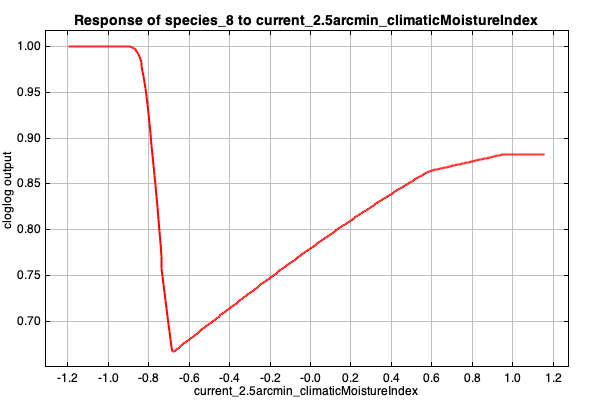 Response of species_8 to current_2.5arcmin_climaticMoistureIndex
1.00
0.95
0.90
0.85
0.80
0.75
0.70
cloglog output
-1.2 -1.0 -0.8 -0.6 -0.4 -0.2 -0.0 0.2 0.4 0.6 0.8 1.0 1.2
current_2.5arcmin_climaticMoistureIndex